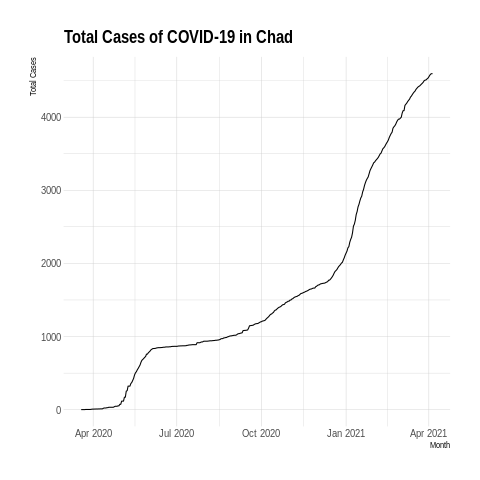 Total Cases of COVID-19 in Chad
Total Cases
4000
3000
2000
1000
0
Apr 2020 Jul 2020 Oct 2020 Jan 2021 Apr 2021
Month